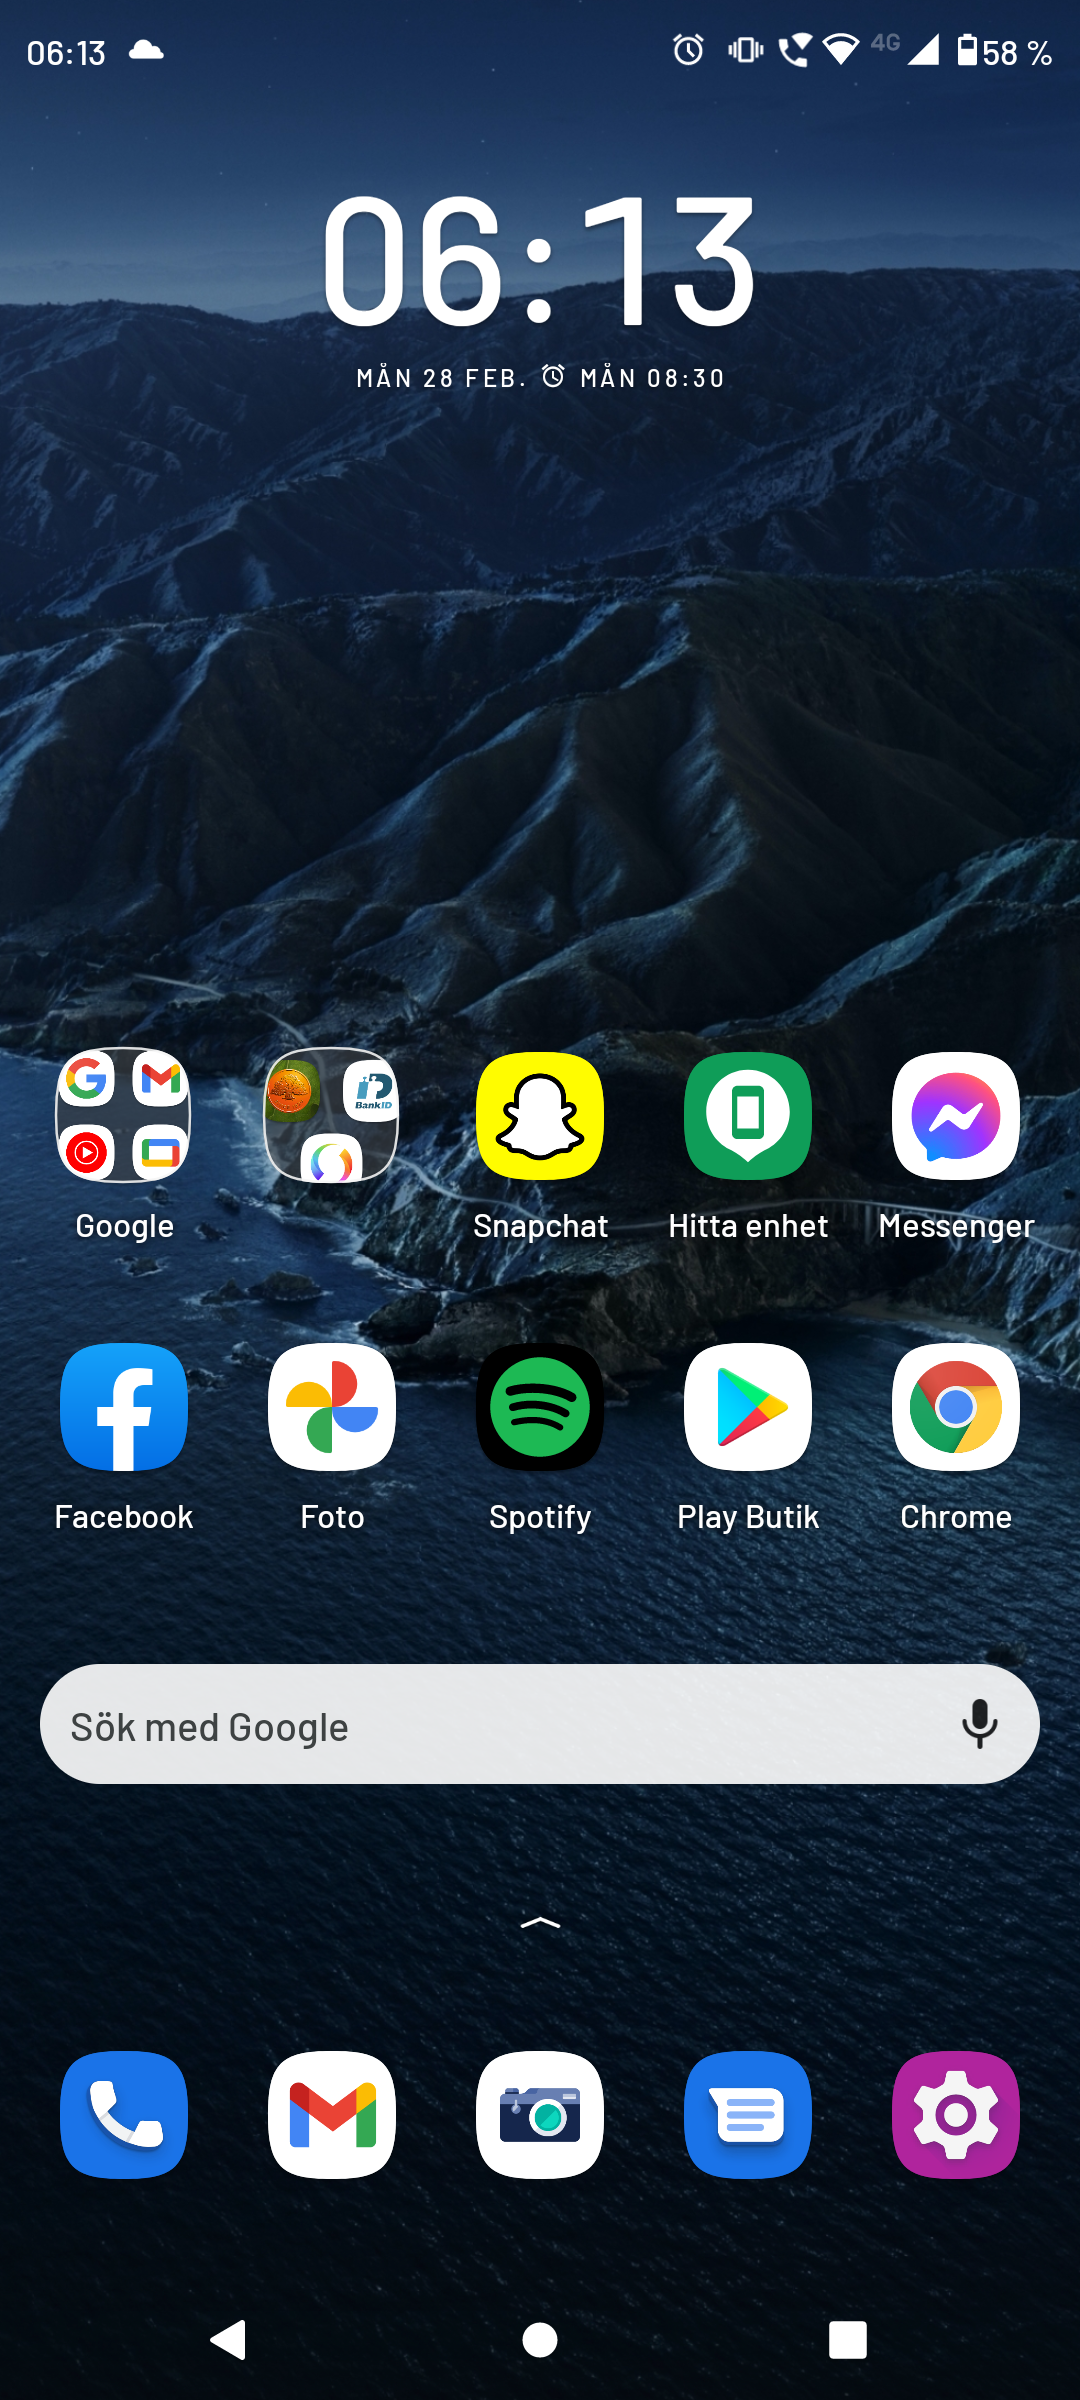 06:13 4G 58 %
06:13
MÅN 28 FEB. MÅN 08:30
BankID
Google Snapchat Hitta enhet Messenger
Facebook Foto Spotify Play Butik Chrome
Sök med Google